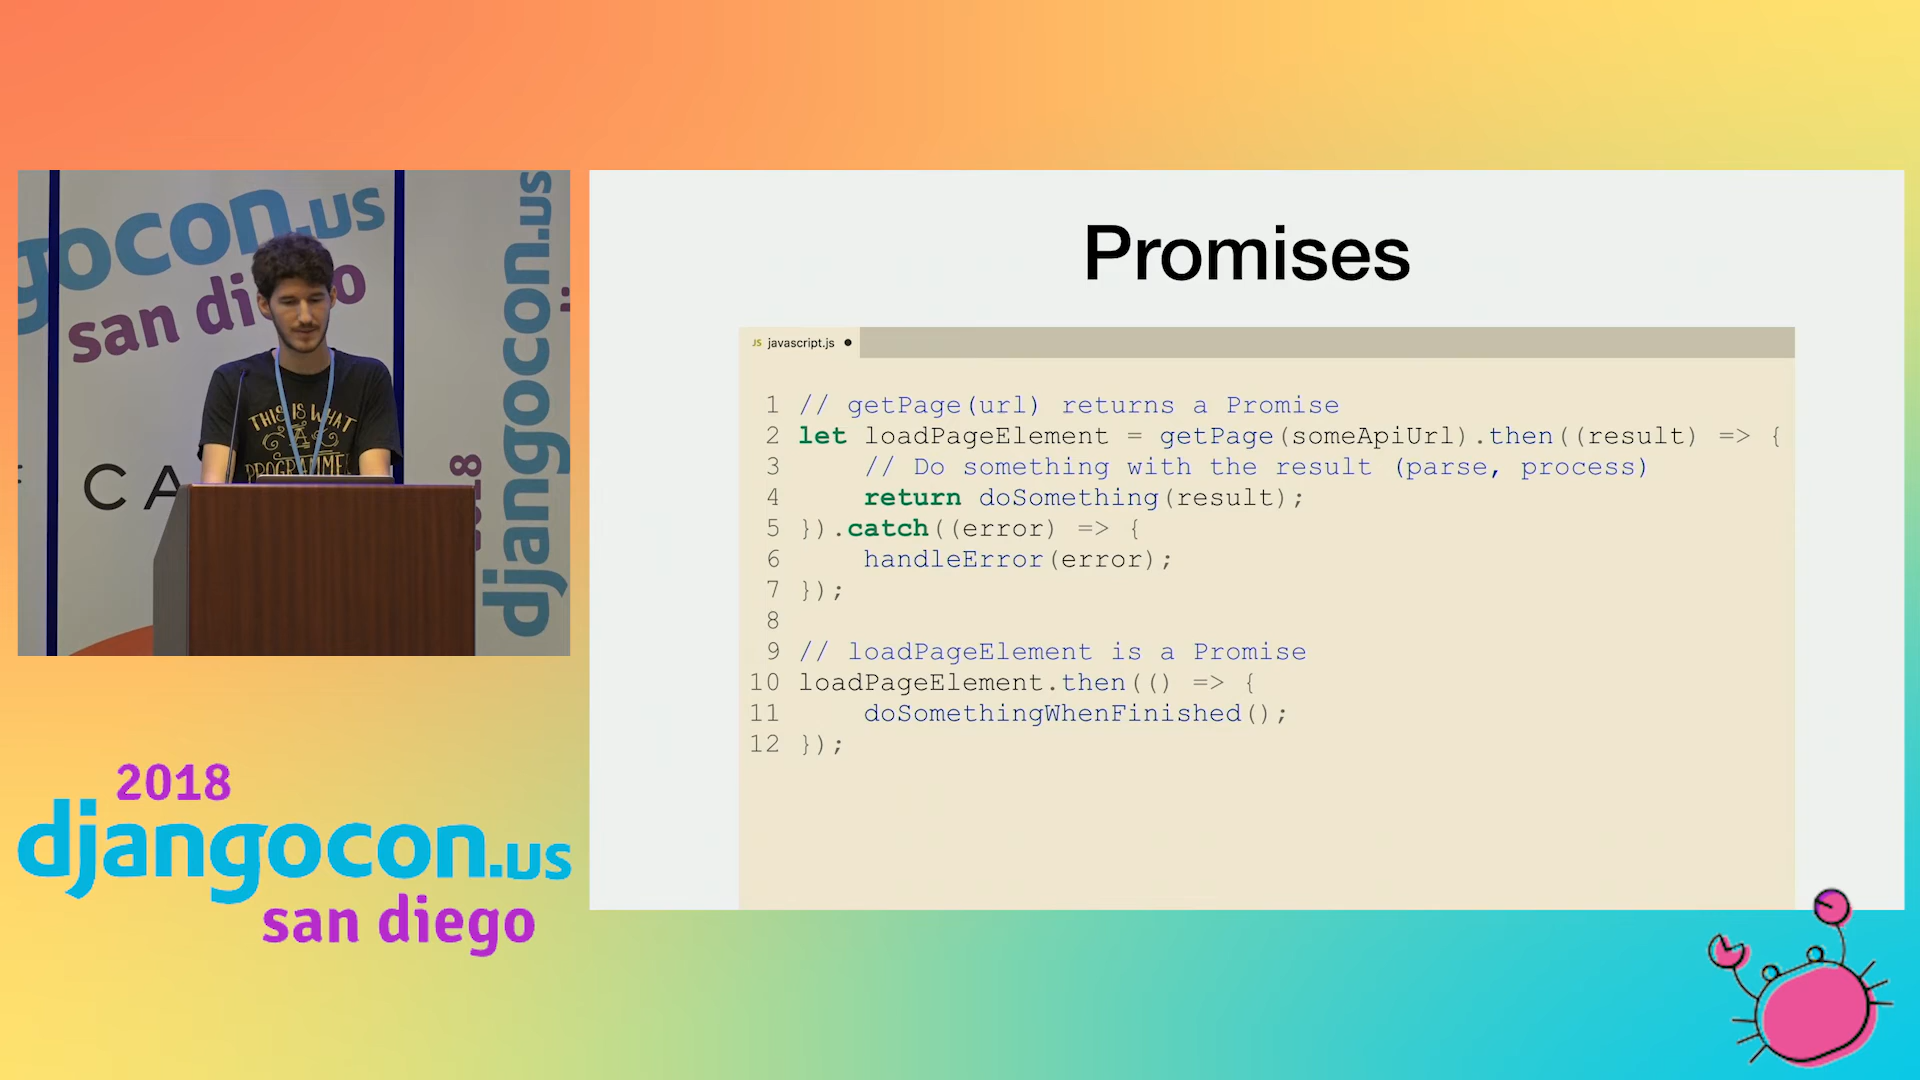 gocon.us
san diego
djangocon.us
2018
CA
THIS IS WHAT
A
PROGRAMME
2018
djangocon.us
san diego
Promises
JS javascript.js ●
1 // getPage(url) returns a Promise
2 let loadPageElement = getPage(someApiUrl).then((result) => {
3 // Do something with the result (parse, process)
4 return doSomething(result);
5 }).catch((error) => {
6 handleError(error);
7 });
8
9 // loadPageElement is a Promise
10 loadPageElement.then(() => {
11 doSomethingWhenFinished();
12 });